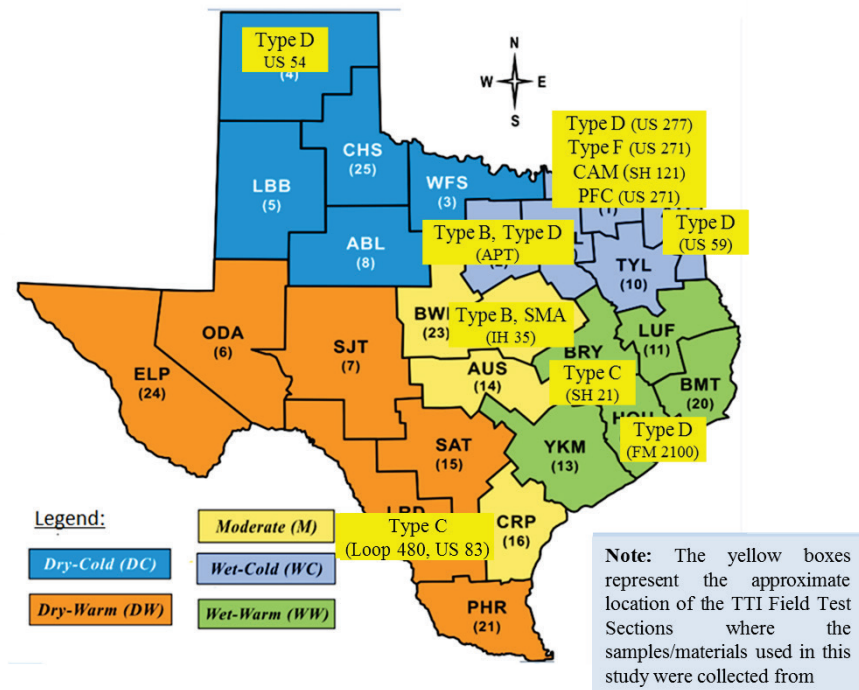 Type D
US 54
(4)
N
W E
S
CHS
(25)
LBB
(5)
WFS
(3)
ABL
(8)
Type D (US 277)
Type F (US 271)
CAM (SH 121)
PFC (US 271)
Type D
(US 59)
Type B, Type D
(APT)
TYL
(10)
ODA
(6)
SJT
(7)
ELP
(24)
(23)
Type B, SMA
(IH 35)
BRY
LUF
(11)
AUS
(14)
Type C
(SH 21)
BMT
(20)
HOU
Type D
(FM 2100)
SAT
(15)
YKM
(13)
Type C
(Loop 480, US 83)
CRP
(16)
PHR
(21)
Legend:
Moderate (M)
Dry-Cold (DC)
Wet-Cold (WC)
Dry-Warm (DW)
Wet-Warm (WW)
Note: The yellow boxes
represent the approximate
location of the TTI Field Test
Sections where the
samples/materials used in this
study were collected from